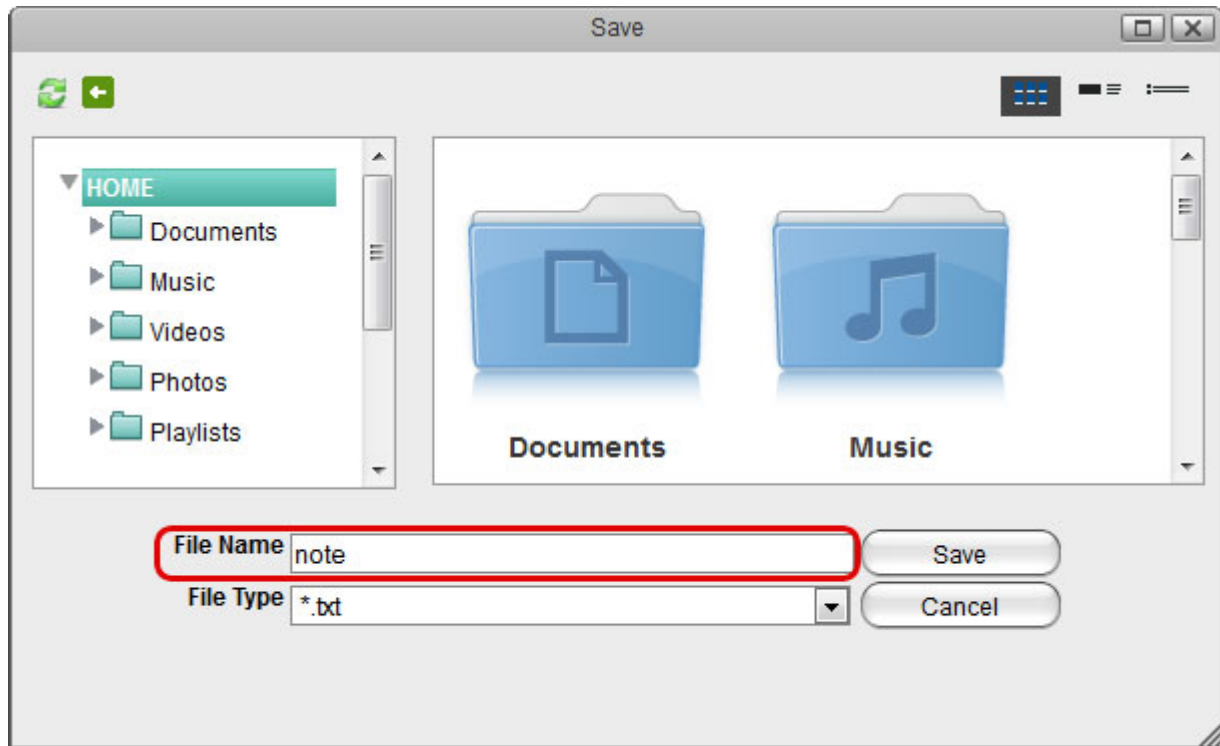 Save
HOME
Documents
Music
Videos
Photos
Playlists
Documents
Music
File Name
note
Save
File Type
*.txt
Cancel